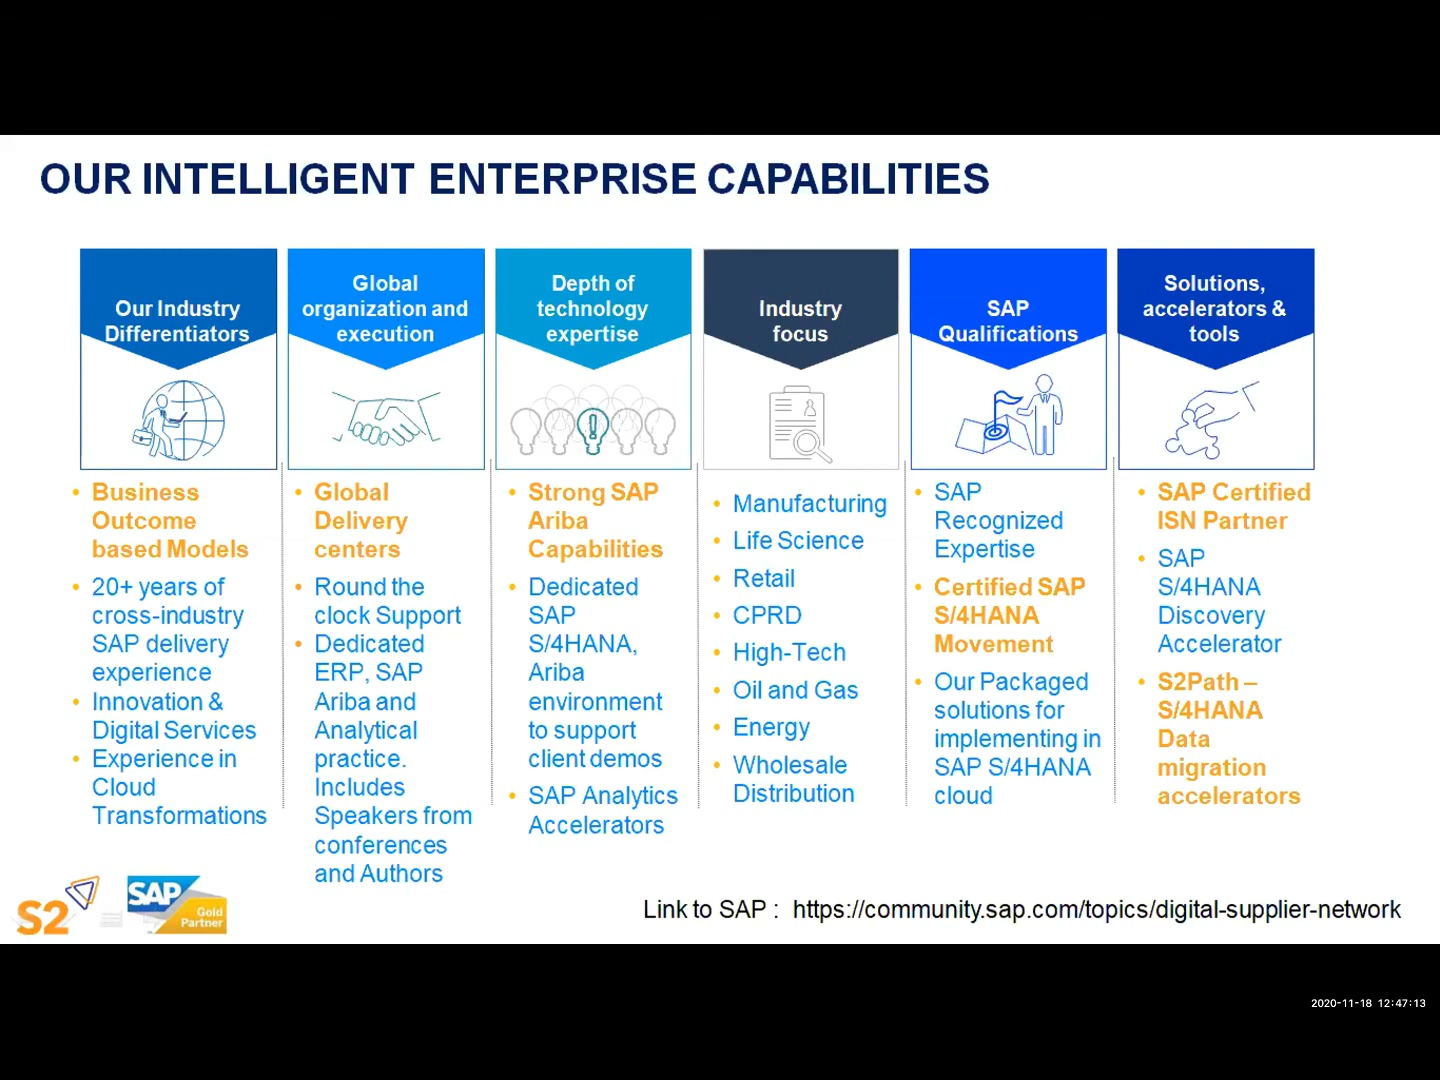 OUR INTELLIGENT ENTERPRISE CAPABILITIES
Our Industry
Differentiators
• Business
Outcome
based Models
• 20+ years of
cross-industry
SAP delivery
experience
• Innovation &
Digital Services
• Experience in
Cloud
Transformations
Global
organization and
execution
• Global
Delivery
centers
• Round the
clock Support
• Dedicated
ERP, SAP
Ariba and
Analytical
practice.
Includes
Speakers from
conferences
and Authors
Depth of
technology
expertise
• Strong SAP
Ariba
Capabilities
• Dedicated
SAP
S/4HANA,
Ariba
environment
to support
client demos
• SAP Analytics
Accelerators
Industry
focus
• Manufacturing
• Life Science
• Retail
• CPRD
• High-Tech
• Oil and Gas
• Energy
• Wholesale
Distribution
SAP
Qualifications
• SAP
Recognized
Expertise
• Certified SAP
S/4HANA
Movement
• Our Packaged
solutions for
implementing in
SAP S/4HANA
cloud
Solutions,
accelerators &
tools
• SAP Certified
ISN Partner
• SAP
S/4HANA
Discovery
Accelerator
• S2Path –
S/4HANA
Data
migration
accelerators
S2
SAP
Gold
Partner
Link to SAP : https://community.sap.com/topics/digital-supplier-network
2020-11-18 12:47:13